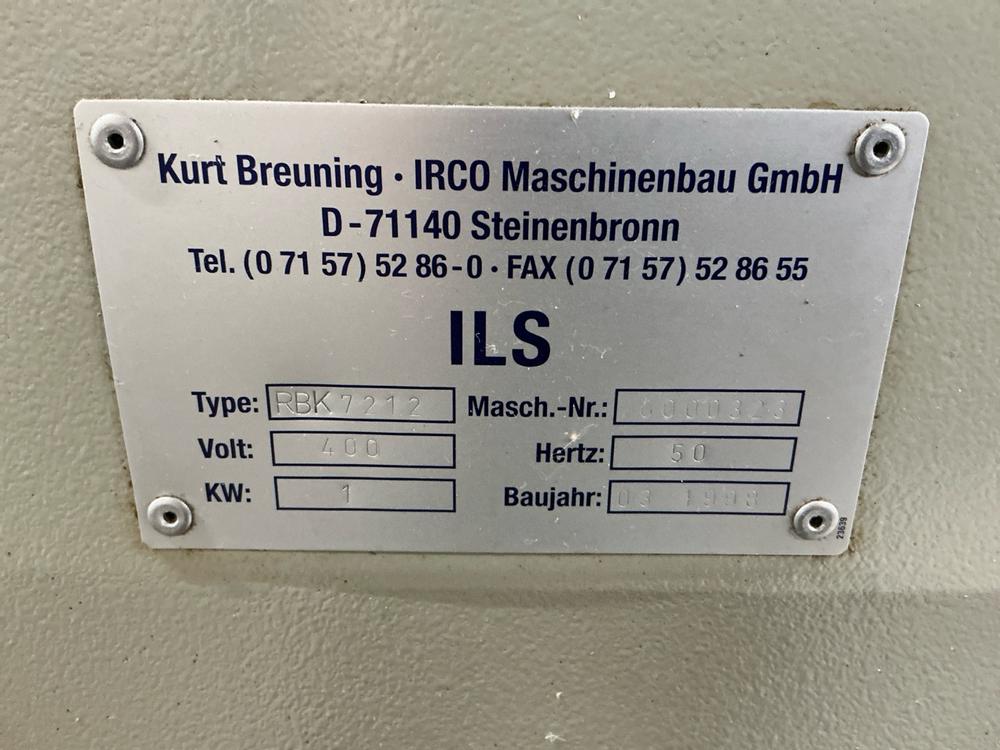 Kurt Breuning · IRCO Maschinenbau GmbH
D-71140 Steinenbronn
Tel. (0 71 57) 52 86-0 · FAX (0 71 57) 52 86 55
ILS
Type: RBK 7212 Masch.-Nr.:
Volt: 400 Hertz: 50
KW: 1 Baujahr: 03 1998
23639